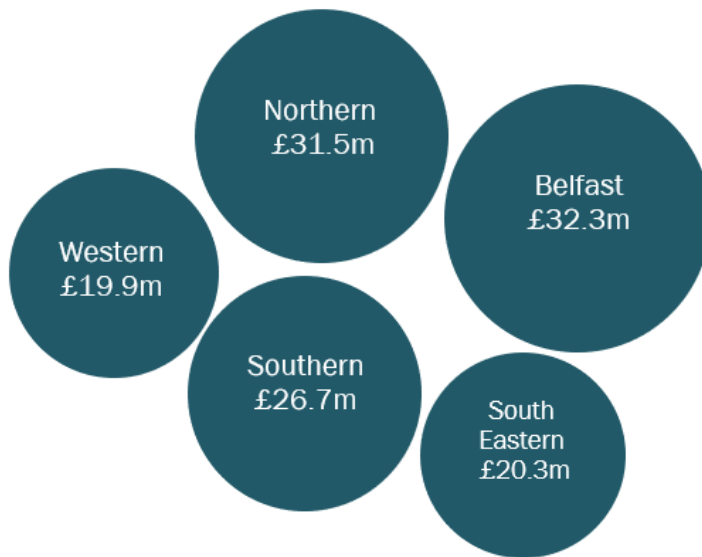 Northern
£31.5m
Belfast
£32.3m
Western
£19.9m
Southern
£26.7m
South
Eastern
£20.3m